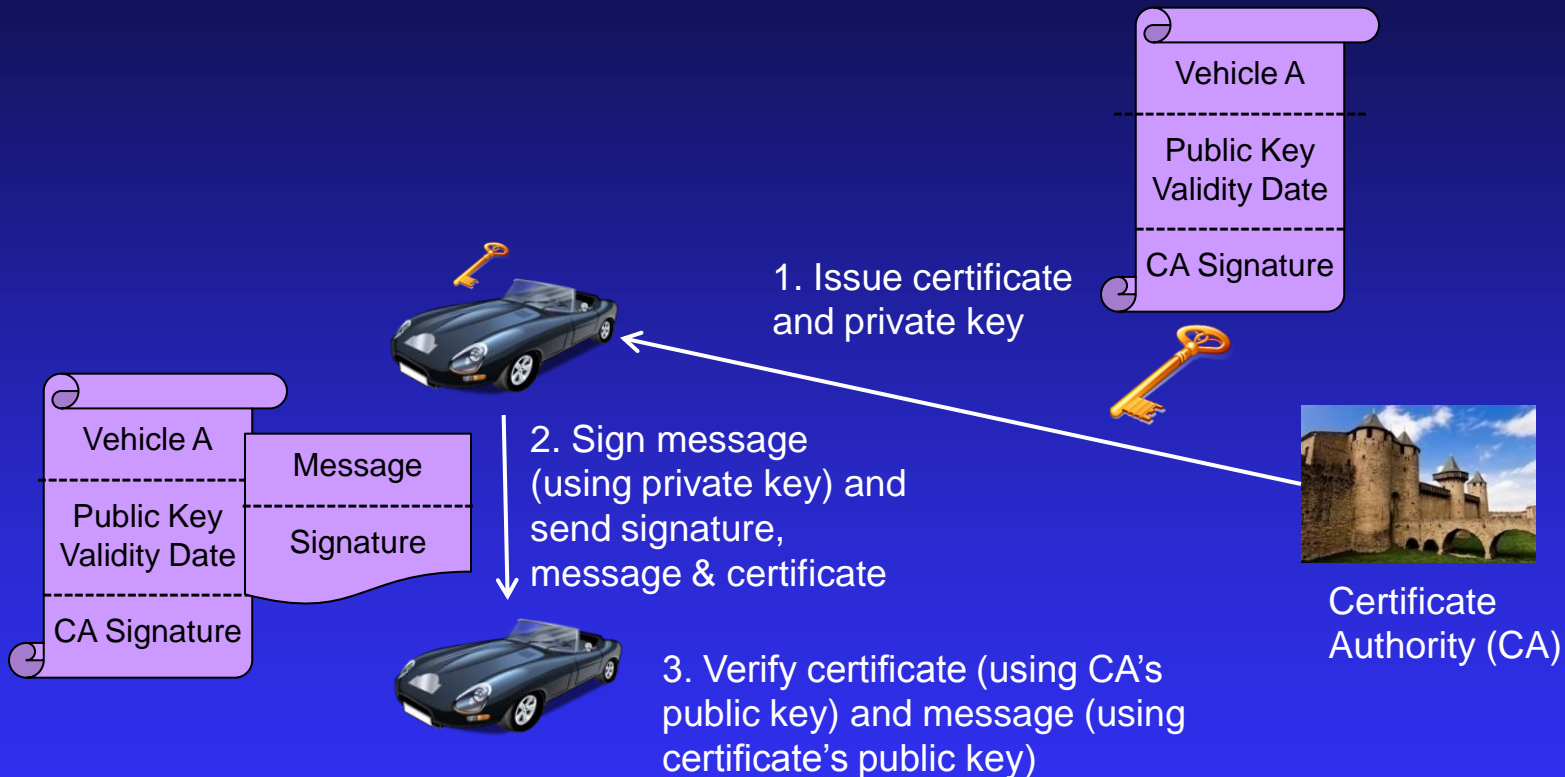 Vehicle A
Public Key
Validity Date
CA Signature
1. Issue certificate
and private key
Vehicle A
Public Key
Validity Date
CA Signature
Message
Signature
2. Sign message
(using private key) and
send signature,
message & certificate
Certificate
Authority (CA)
3. Verify certificate (using CA’s
public key) and message (using
certificate’s public key)